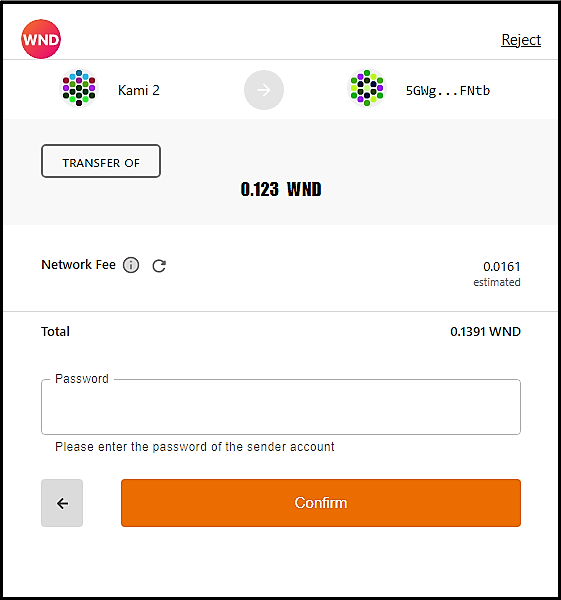 WND
Reject
Kami 2
5GWg...FNtb
TRANSFER OF
0.123 WND
Network Fee
0.0161
estimated
Total
0.1391 WND
Password
Please enter the password of the sender account
Confirm